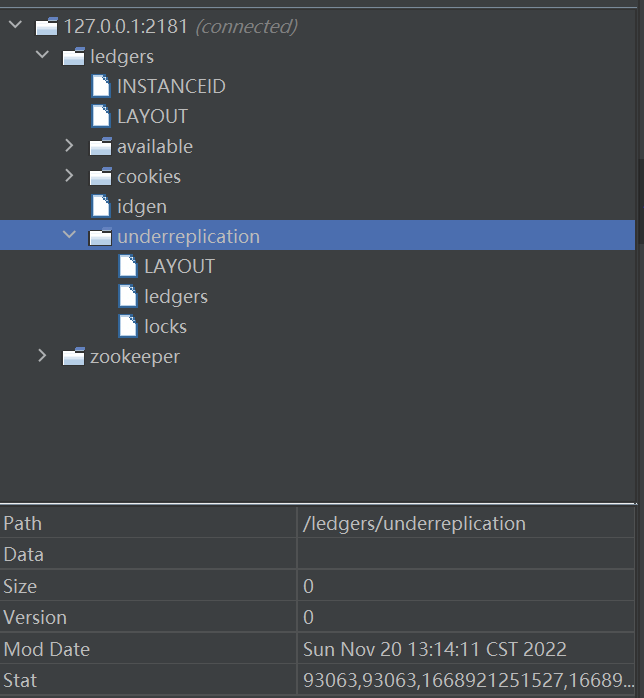 127.0.0.1:2181 (connected)
ledgers
INSTANCEID
LAYOUT
available
cookies
idgen
underreplication
LAYOUT
ledgers
locks
zookeeper
Path /ledgers/underreplication
Data
Size 0
Version 0
Mod Date Sun Nov 20 13:14:11 CST 2022
Stat 93063,93063,1668921251527,16689...